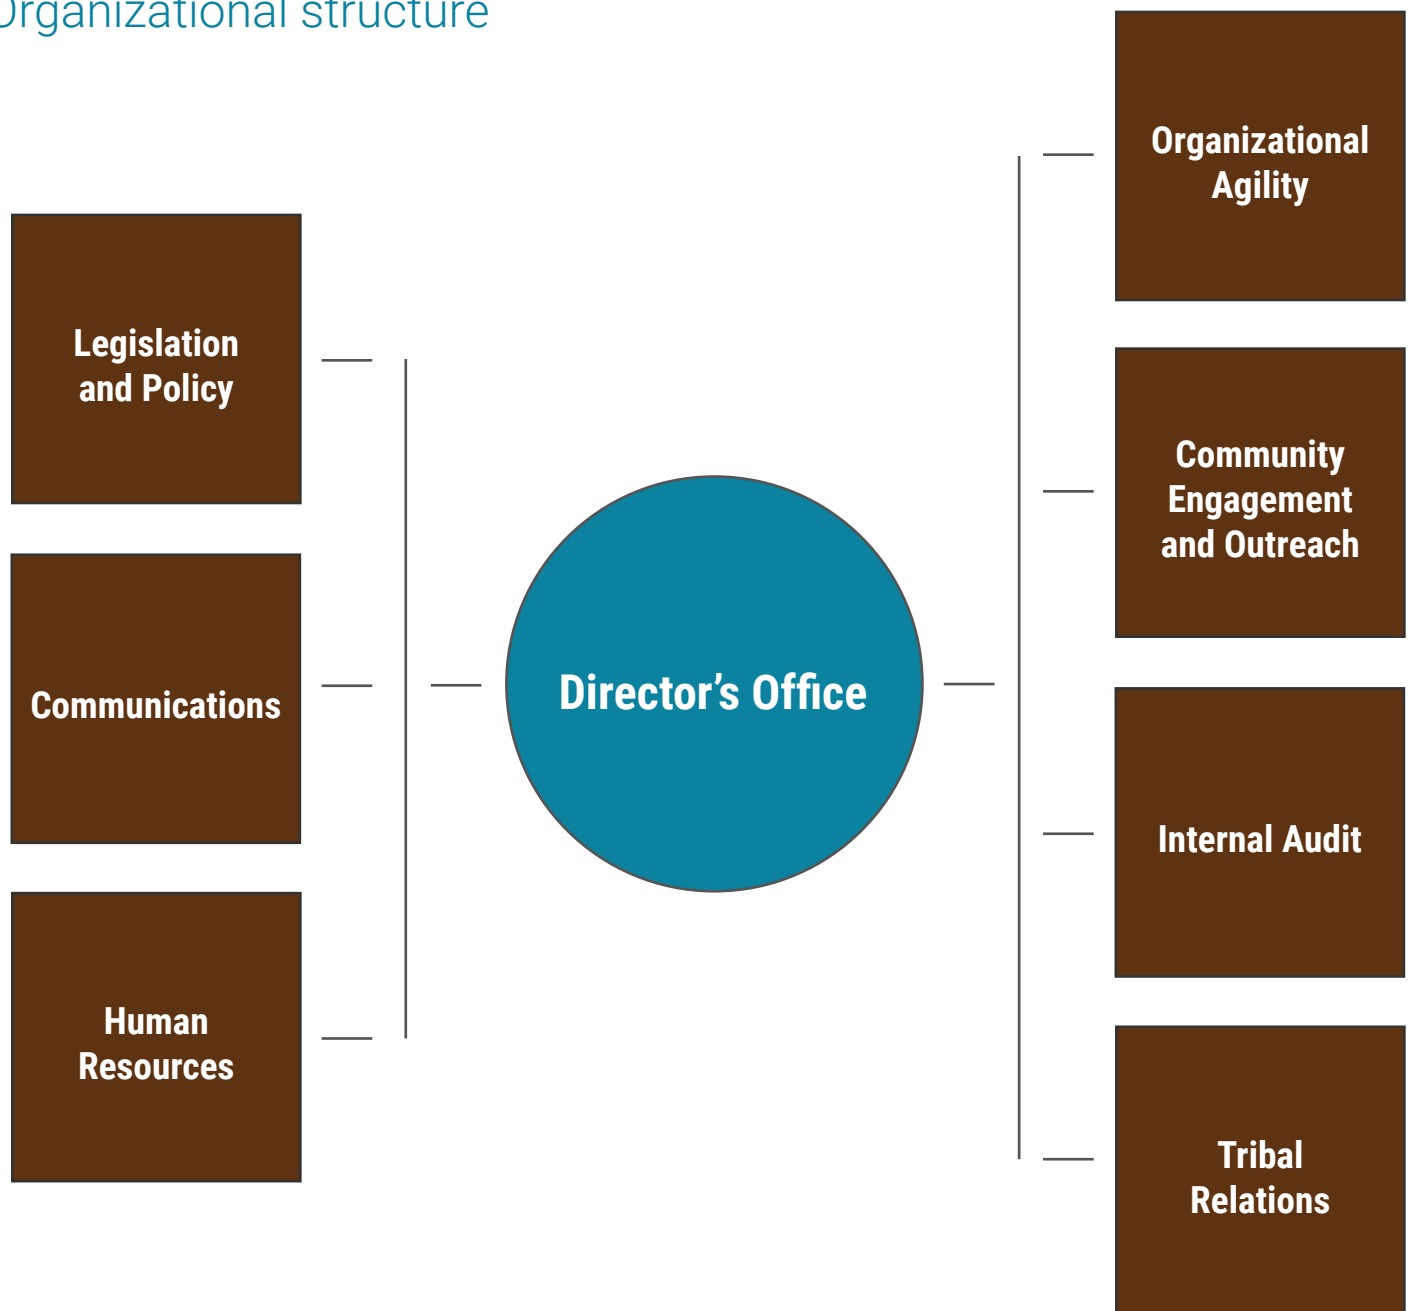 Organizational structure
Legislation
and Policy
Communications
Human
Resources
Director’s Office
Organizational
Agility
Community
Engagement
and Outreach
Internal Audit
Tribal
Relations